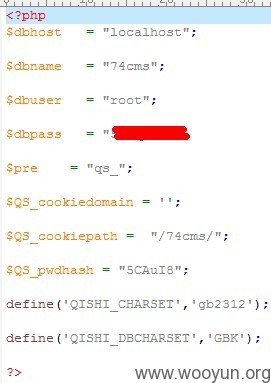 <?php
$dbhost = "localhost";
$dbname = "74cms";
$dbuser = "root";
$dbpass = "
$pre = "qs_";
$QS_cookiedomain = '';
$QS_cookiepath = "/74cms/";
$QS_pwdhash = "5CAuI8";
define('QISHI_CHARSET','gb2312');
define('QISHI_DBCHARSET','GBK');
?>
www.wooyun.org